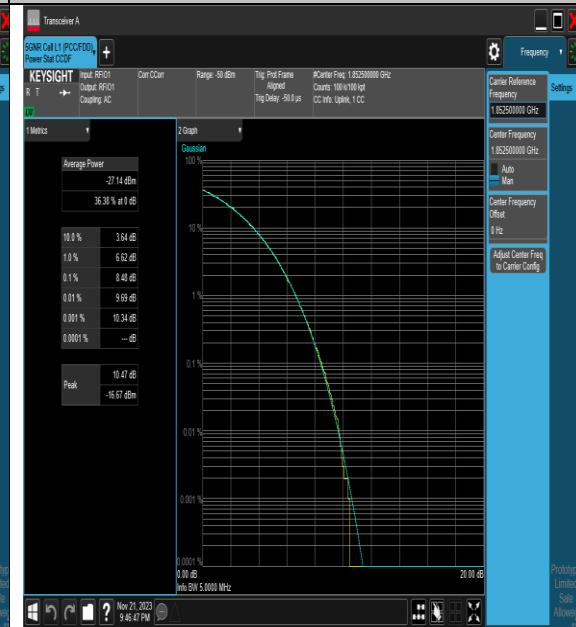 Transceiver A
5GNR Cell L1 (PCC/FDD)
Power Stat CCDF
+
Frequency
KEYSIGHT
R T
Input: RFIO1
Output: RFIO1
Coupling: AC
Corr CCorr
Range: -50 dBm
Trig: Prot Frame
Aligned
Trig Delay: -50.0 µs
#Center Freq: 1.852500000 GHz
Counts: 100 k/100 kpt
CC Info: Uplink, 1 CC
Carrier Reference
Frequency
1.852500000 GHz
Settings
Center Frequency
1.852500000 GHz
Auto
Man
Center Frequency
Offset
0 Hz
Adjust Center Freq
to Carrier Config
1 Metrics
Average Power
-27.14 dBm
36.38 % at 0 dB
10.0 % 3.64 dB
1.0 % 6.62 dB
0.1 % 8.48 dB
0.01 % 9.69 dB
0.001 % 10.34 dB
0.0001 % --- dB
Peak
10.47 dB
-16.67 dBm
2 Graph
Gaussian
100 %
10 %
1 %
0.1 %
0.01 %
0.001 %
0.0001 %
0.00 dB
20.00 dB
Info BW 5.0000 MHz
Nov 21, 2023
9:46:47 PM
?